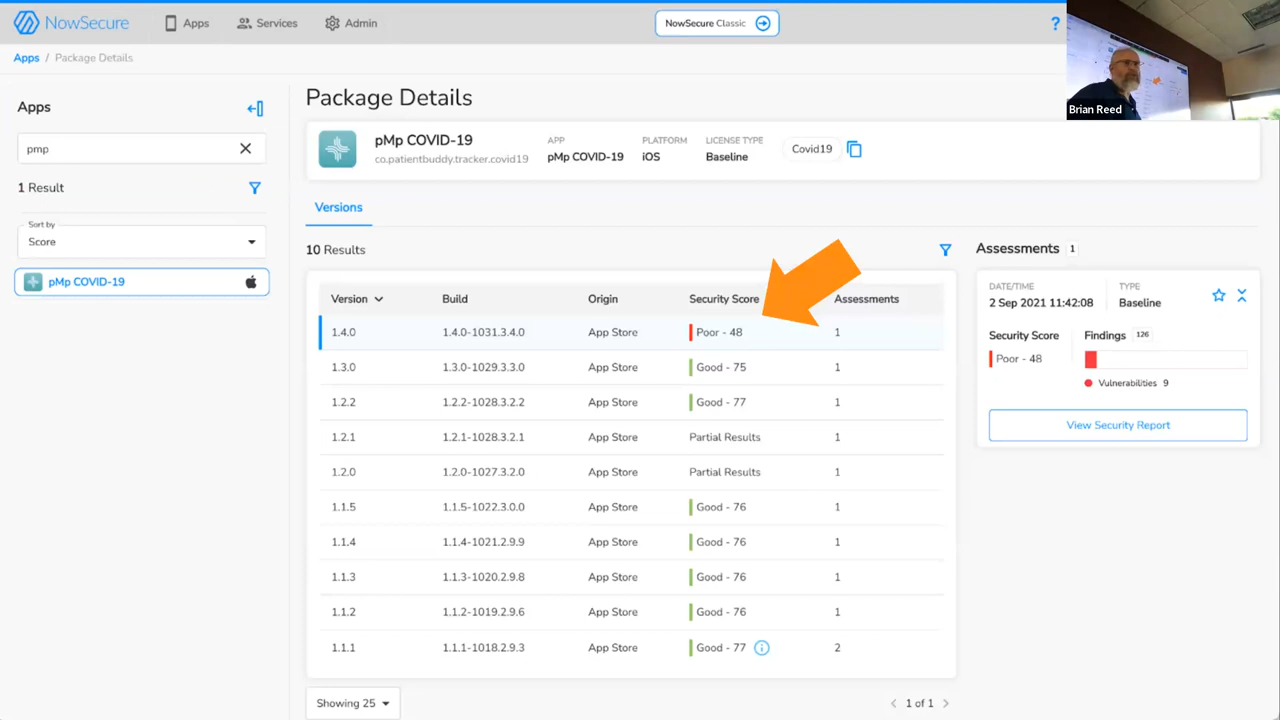 NowSecure Apps Services Admin NowSecure Classic ?
Apps / Package Details
Brian Reed
Apps
pmp
1 Result
Sort by
Score
pMp COVID-19
Package Details
pMp COVID-19
co.patientbuddy.tracker.covid19
APP
pMp COVID-19
PLATFORM
iOS
LICENSE TYPE
Baseline
Covid19
Versions
10 Results
Version Build Origin Security Score Assessments
1.4.0 1.4.0-1031.3.4.0 App Store Poor - 48 1
1.3.0 1.3.0-1029.3.3.0 App Store Good - 75 1
1.2.2 1.2.2-1028.3.2.2 App Store Good - 77 1
1.2.1 1.2.1-1028.3.2.1 App Store Partial Results 1
1.2.0 1.2.0-1027.3.2.0 App Store Partial Results 1
1.1.5 1.1.5-1022.3.0.0 App Store Good - 76 1
1.1.4 1.1.4-1021.2.9.9 App Store Good - 76 1
1.1.3 1.1.3-1020.2.9.8 App Store Good - 76 1
1.1.2 1.1.2-1019.2.9.6 App Store Good - 76 1
1.1.1 1.1.1-1018.2.9.3 App Store Good - 77 2
Showing 25
1 of 1
Assessments 1
DATE/TIME
2 Sep 2021 11:42:08
TYPE
Baseline
Security Score
Poor - 48
Findings 126
Vulnerabilities 9
View Security Report